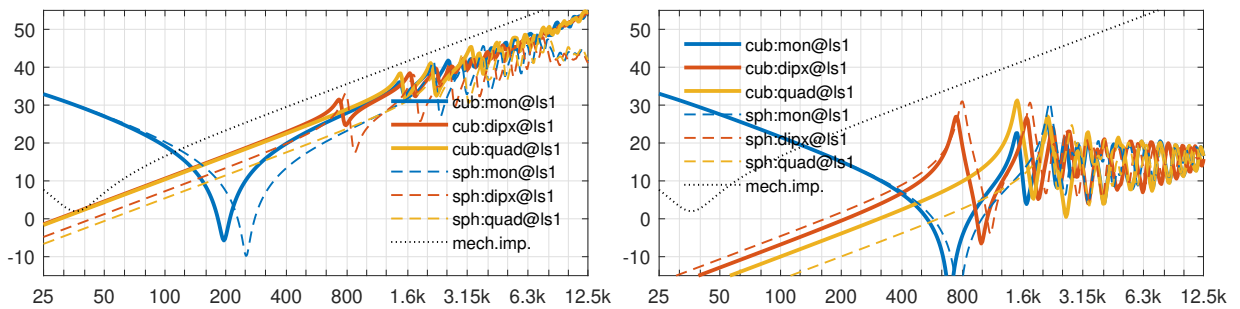 50
40
30
20
10
0
-10
cub:mon@ls1
cub:dipx@ls1
cub:quad@ls1
sph:mon@ls1
sph:dipx@ls1
sph:quad@ls1
mech.imp.
25 50 100 200 400 800 1.6k 3.15k 6.3k 12.5k
50
40
30
20
10
0
-10
cub:mon@ls1
cub:dipx@ls1
cub:quad@ls1
sph:mon@ls1
sph:dipx@ls1
sph:quad@ls1
mech.imp.
25 50 100 200 400 800 1.6k 3.15k 6.3k 12.5k